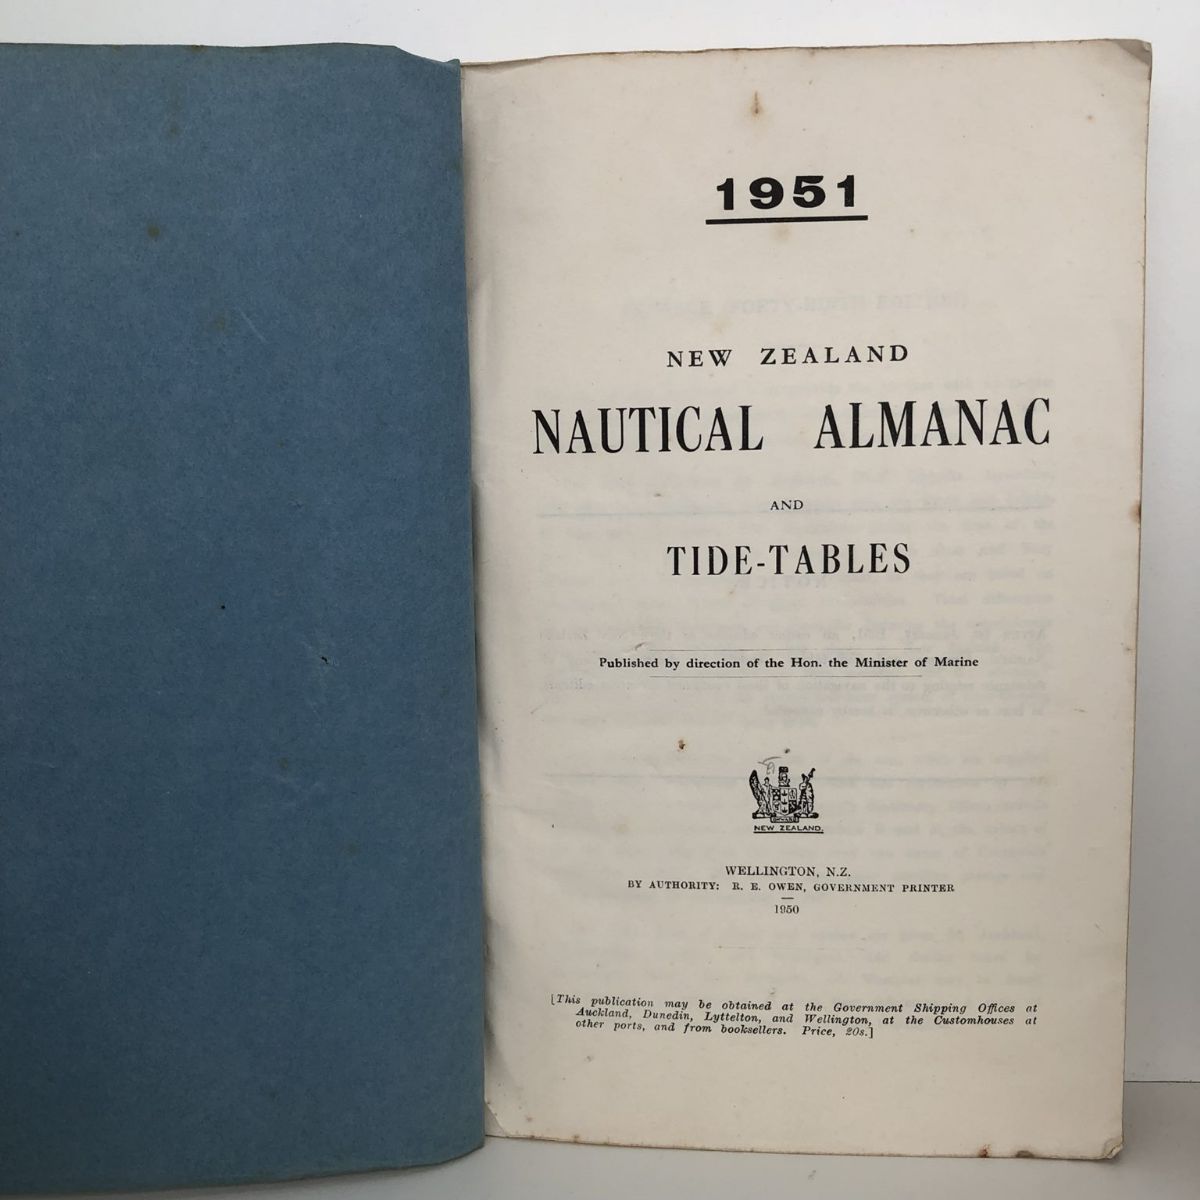 1951
NEW ZEALAND
NAUTICAL ALMANAC
AND
TIDE-TABLES
Published by direction of the Hon. the Minister of Marine
NEW ZEALAND.
WELLINGTON, N.Z.
BY AUTHORITY: R. E. OWEN, GOVERNMENT PRINTER
1950
[This publication may be obtained at the Government Shipping Offices at
Auckland, Dunedin, Lyttelton, and Wellington, at the Customhouses at
other ports, and from booksellers. Price, 20s.]